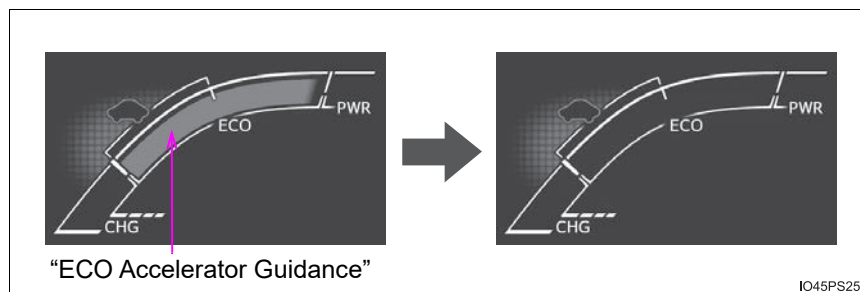 PWR
ECO
CHG
PWR
ECO
CHG
“ECO Accelerator Guidance”
IO45PS25